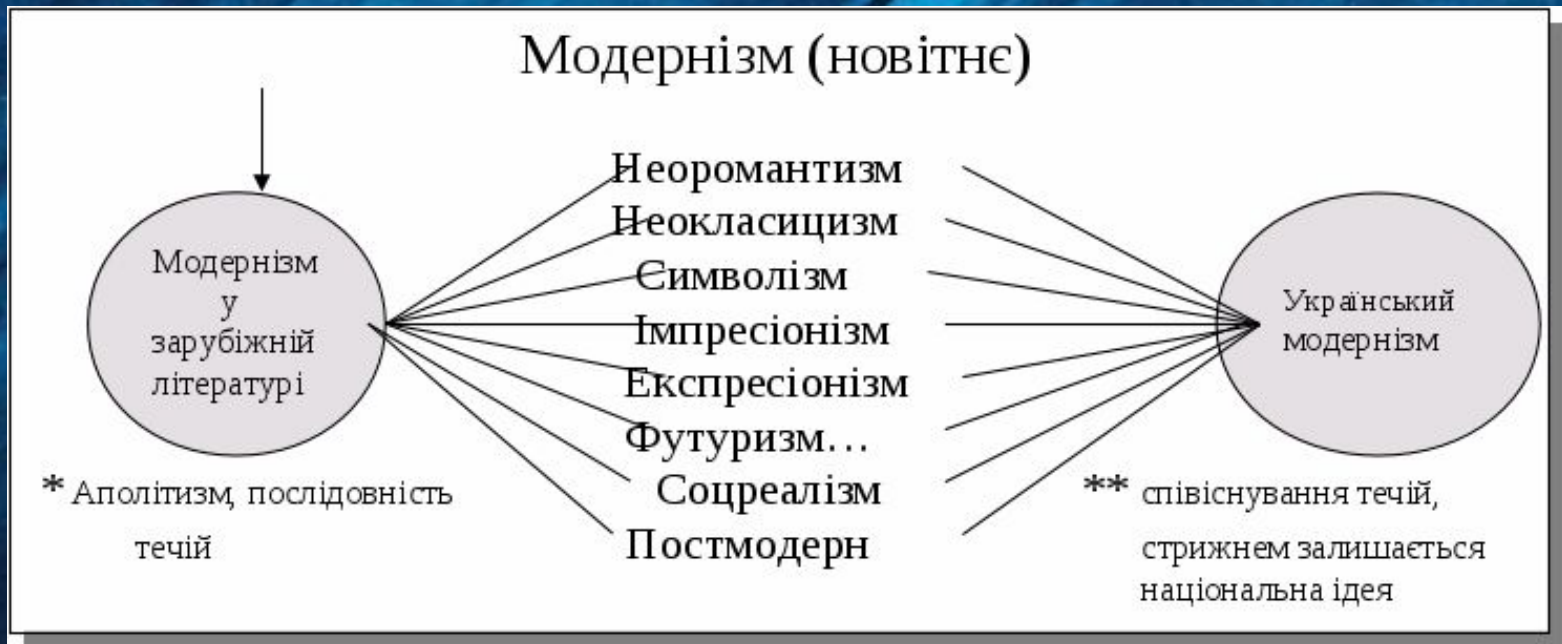 Модернізм (новітнє)
Модернізм
у
зарубіжній
літературі
Неоромантизм
Неокласицизм
Символізм
Імпресіонізм
Експресіонізм
Футуризм...
Соцреалізм
Постмодерн
Український
модернізм
* Аполітизм, послідовність
течій
** співіснування течій,
стрижнем залишається
національна ідея